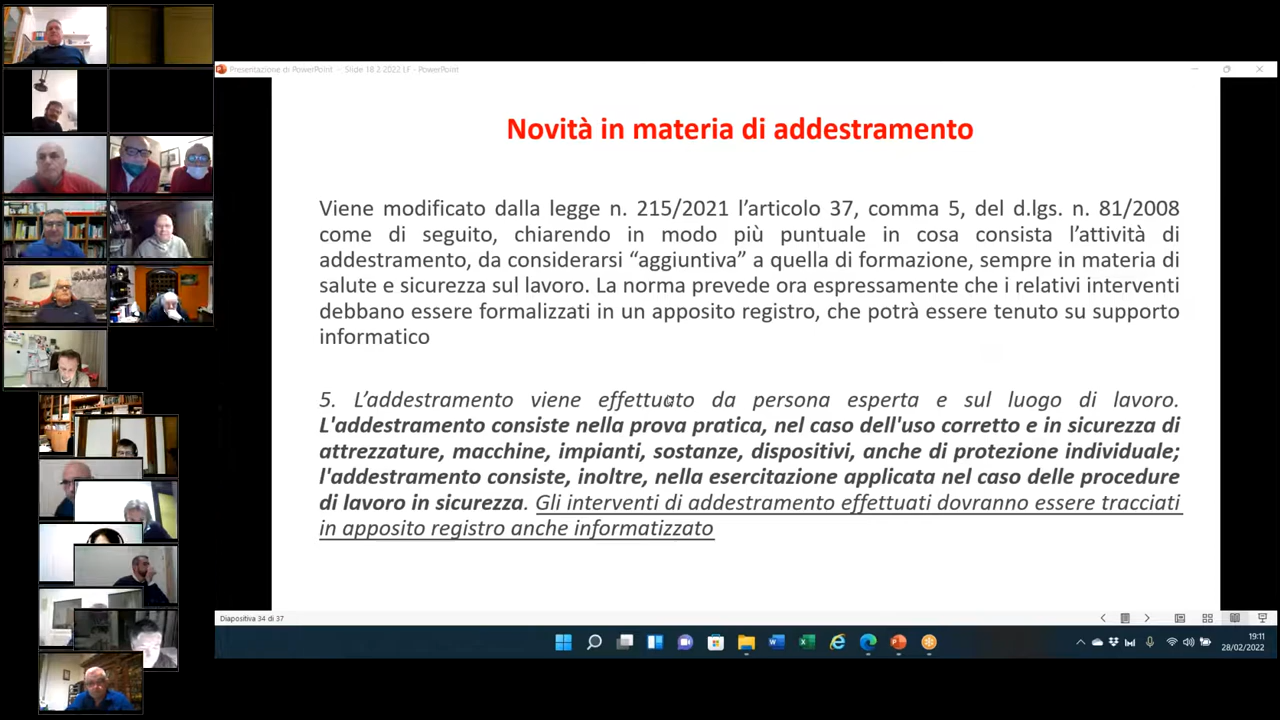 Presentazione di PowerPoint - Slide 18 2 2022 LF - PowerPoint
Novità in materia di addestramento
Viene modificato dalla legge n. 215/2021 l’articolo 37, comma 5, del d.lgs. n. 81/2008
come di seguito, chiarendo in modo più puntuale in cosa consista l’attività di
addestramento, da considerarsi “aggiuntiva” a quella di formazione, sempre in materia di
salute e sicurezza sul lavoro. La norma prevede ora espressamente che i relativi interventi
debbano essere formalizzati in un apposito registro, che potrà essere tenuto su supporto
informatico
5. L’addestramento viene effettuato da persona esperta e sul luogo di lavoro.
L'addestramento consiste nella prova pratica, nel caso dell'uso corretto e in sicurezza di
attrezzature, macchine, impianti, sostanze, dispositivi, anche di protezione individuale;
l'addestramento consiste, inoltre, nella esercitazione applicata nel caso delle procedure
di lavoro in sicurezza. Gli interventi di addestramento effettuati dovranno essere tracciati
in apposito registro anche informatizzato
Diapositiva 34 di 37
19:11
28/02/2022